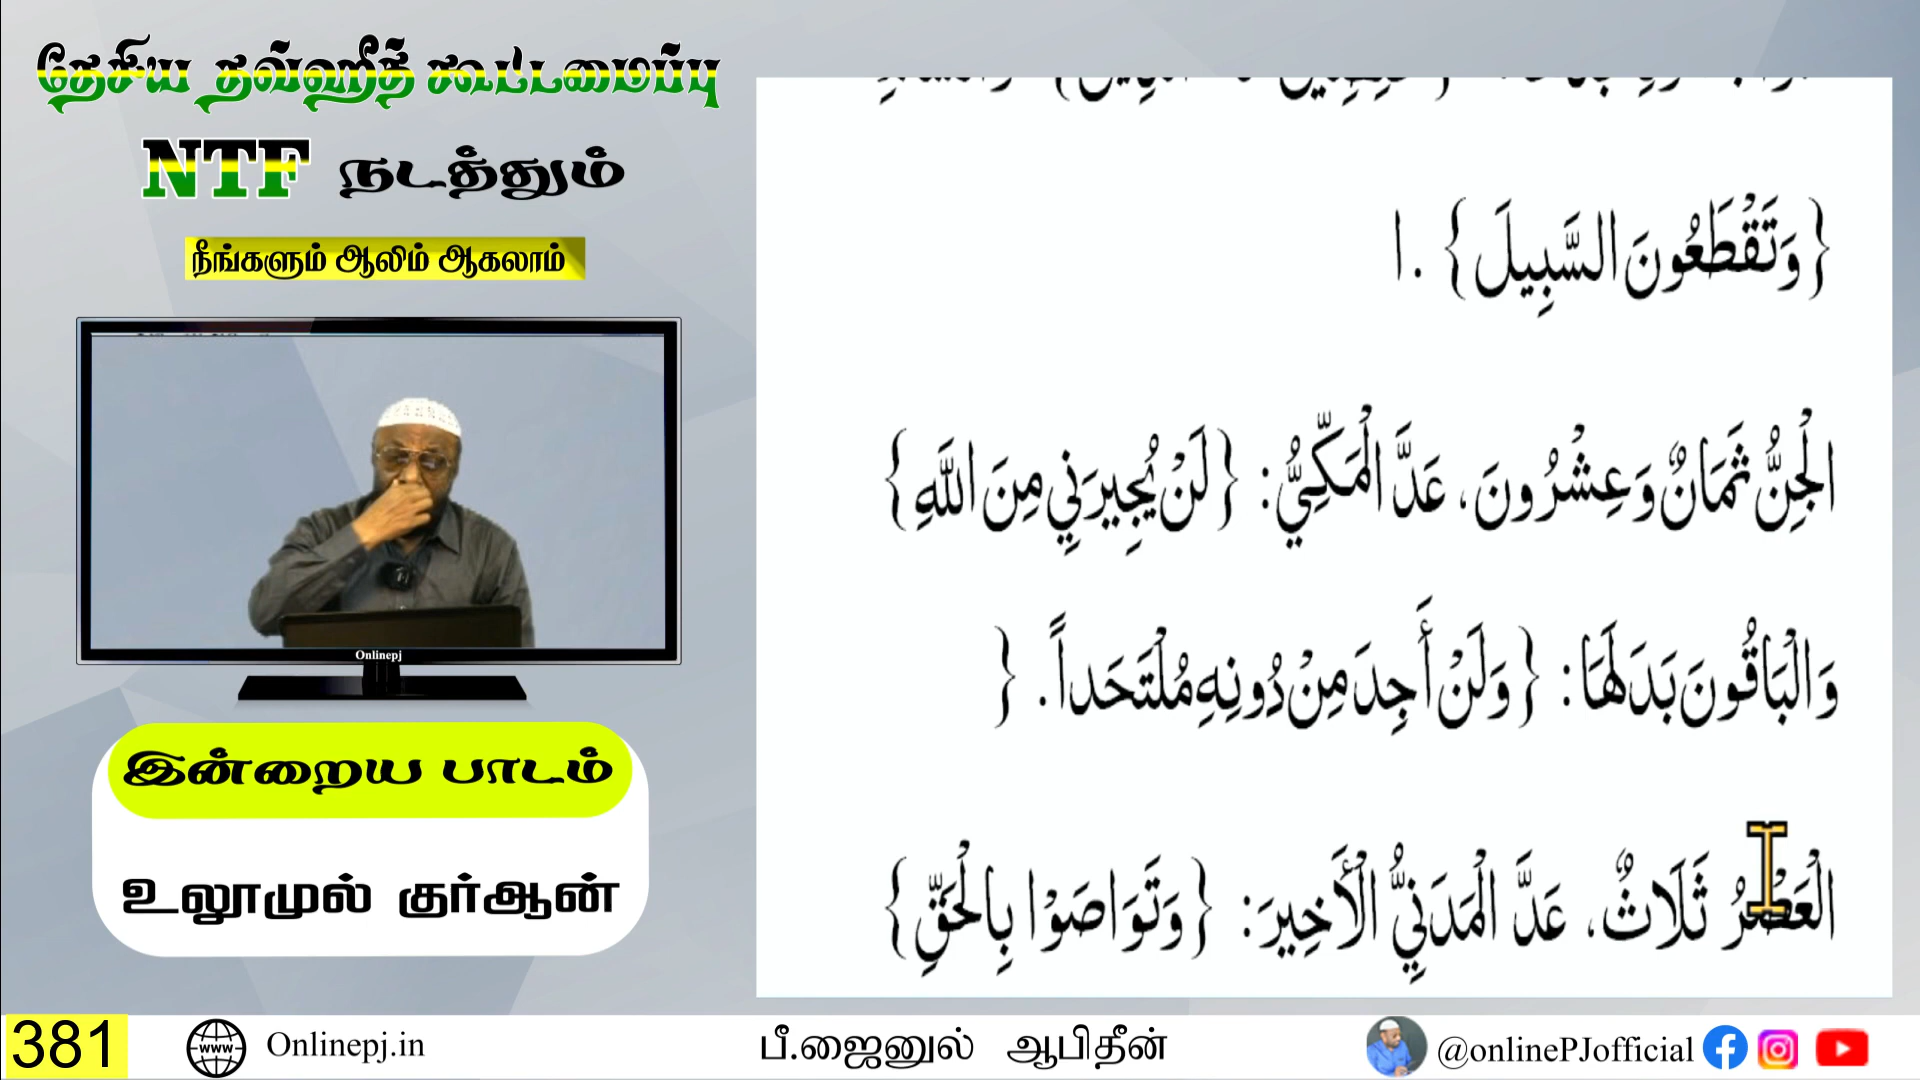 தேசிய தவ்ஹீத் கூட்டமைப்பு
NTF நடத்தும்
நீங்களும் ஆலிம் ஆகலாம்
Onlinepj
இன்றைய பாடம்
உலூமுல் குர்ஆன்
{وَتَقْطَعُونَ السَّبِيلَ} .ا
الْجِنُّ ثَمَانٌ وَعِشْرُونَ، عَدَّ الْمَكِّيُّ: {لَنْ يُجِيرَنِي مِنَ اللَّهِ}
وَالْبَاقُونَ بَدَلَهَا: {وَلَنْ أَجِدَ مِنْ دُونِهِ مُلْتَحَداً. {
الْعَصْرُ ثَلَاثٌ، عَدَّ الْمَدَنِيُّ الْأَخِيرَ: {وَتَوَاصَوْا بِالْحَقِّ}
381
www
Onlinepj.in
பீ.ஜைனுல் ஆபிதீன்
@onlinePJofficial